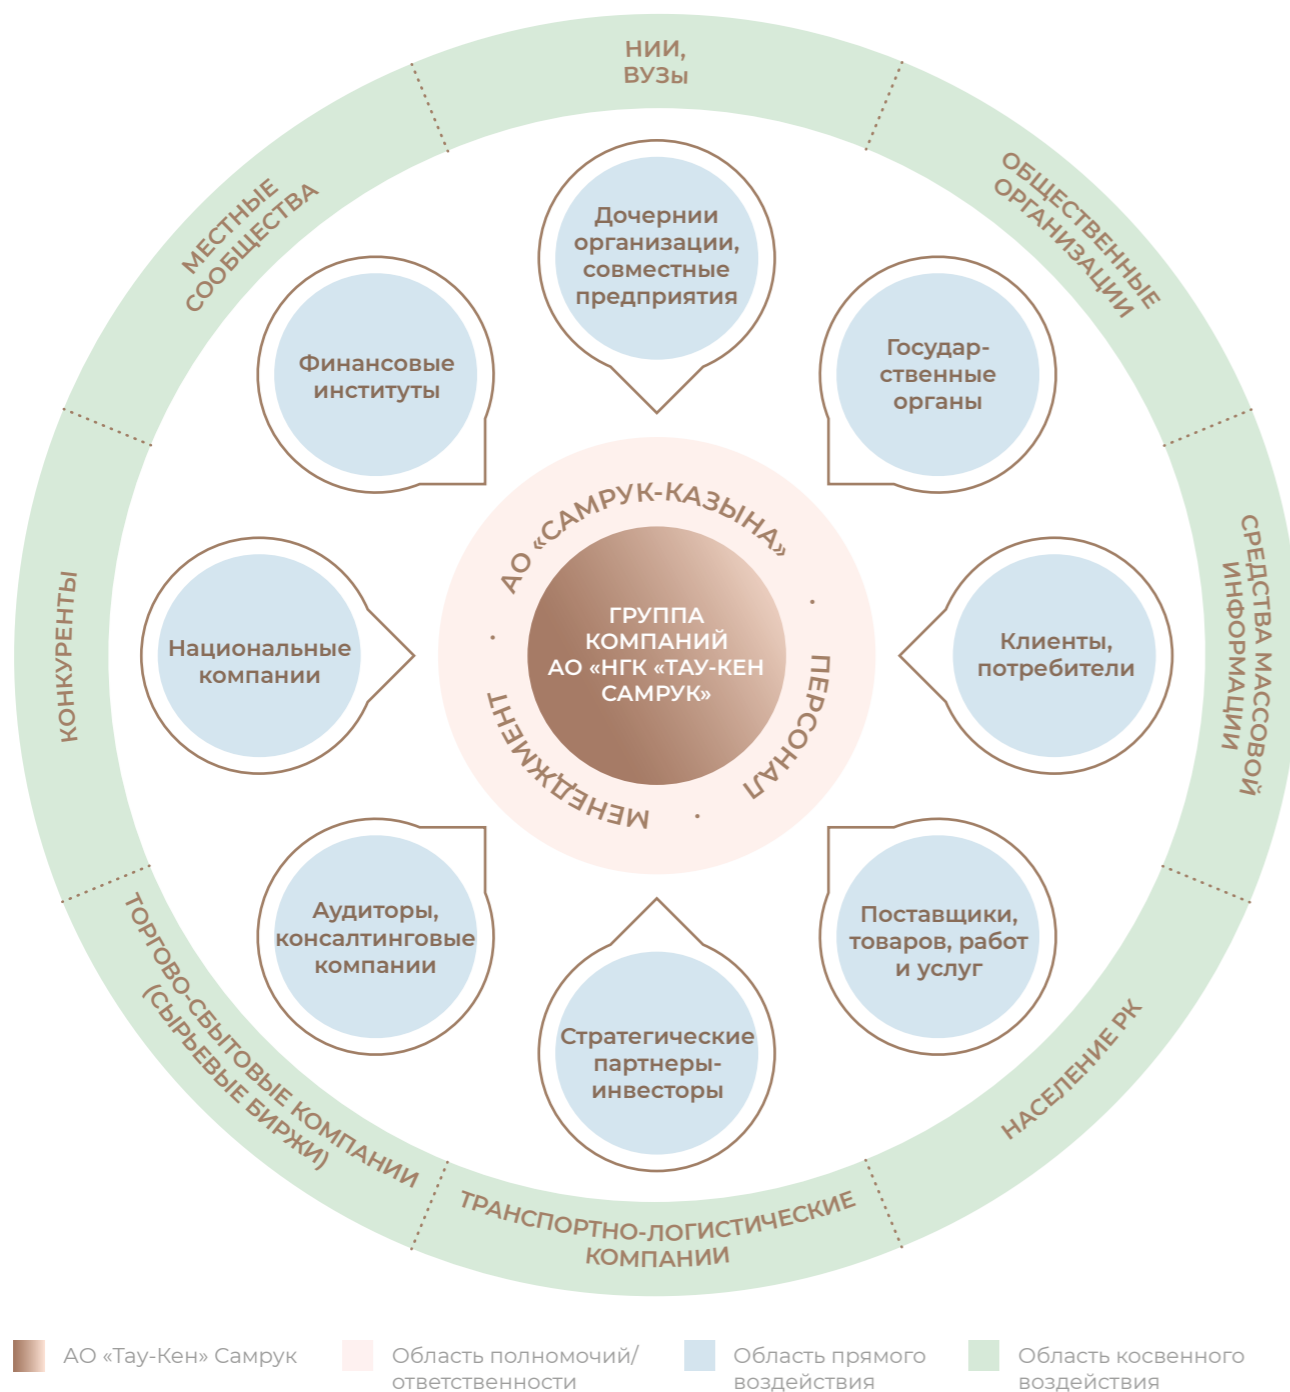 НИИ,
ВУЗы
ОБЩЕСТВЕННЫЕ
ОРГАНИЗАЦИИ
СРЕДСТВА МАССОВОЙ
ИНФОРМАЦИИ
НАСЕЛЕНИЕ РК
ТРАНСПОРТНО-ЛОГИСТИЧЕСКИЕ
КОМПАНИИ
ТОРГОВО-СБЫТОВЫЕ КОМПАНИИ
(СЫРЬЕВЫЕ БИРЖИ)
КОНКУРЕНТЫ
МЕСТНЫЕ
СООБЩЕСТВА
Дочернии
организации,
совместные
предприятия
Государ-
ственные
органы
Клиенты,
потребители
Поставщики,
товаров, работ
и услуг
Стратегические
партнеры-
инвесторы
Аудиторы,
консалтинговые
компании
Национальные
компании
Финансовые
институты
АО «САМРУК-КАЗЫНА»
ПЕРСОНАЛ
МЕНЕДЖМЕНТ
ГРУППА
КОМПАНИЙ
АО «НГК «ТАУ-КЕН
САМРУК»
АО «Тау-Кен» Самрук
Область полномочий/
ответственности
Область прямого
воздействия
Область косвенного
воздействия